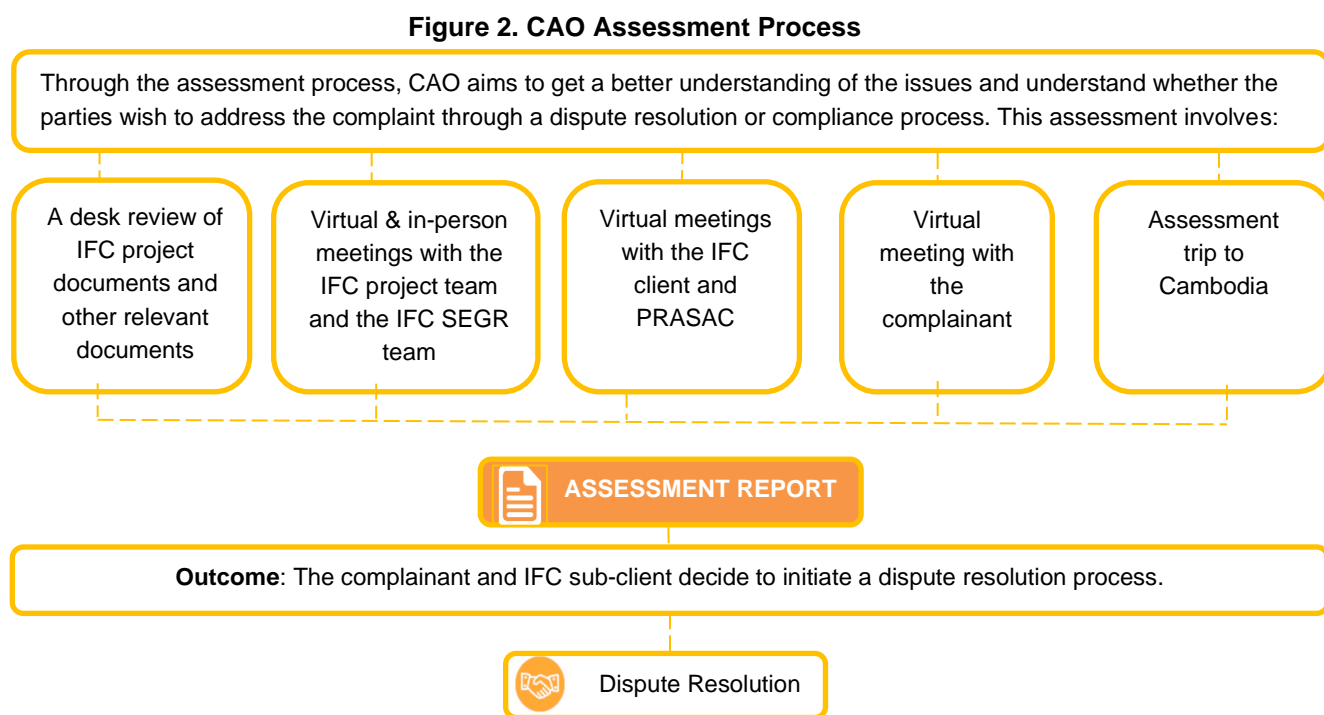 Figure 2. CAO Assessment Process
Through the assessment process, CAO aims to get a better understanding of the issues and understand whether the
parties wish to address the complaint through a dispute resolution or compliance process. This assessment involves:
A desk review of
IFC project
documents and
other relevant
documents
Virtual & in-person
meetings with the
IFC project team
and the IFC SEGR
team
Virtual meetings
with the IFC
client and
PRASAC
Virtual
meeting with
the
complainant
Assessment
trip to
Cambodia
ASSESSMENT REPORT
Outcome: The complainant and IFC sub-client decide to initiate a dispute resolution process.
Dispute Resolution